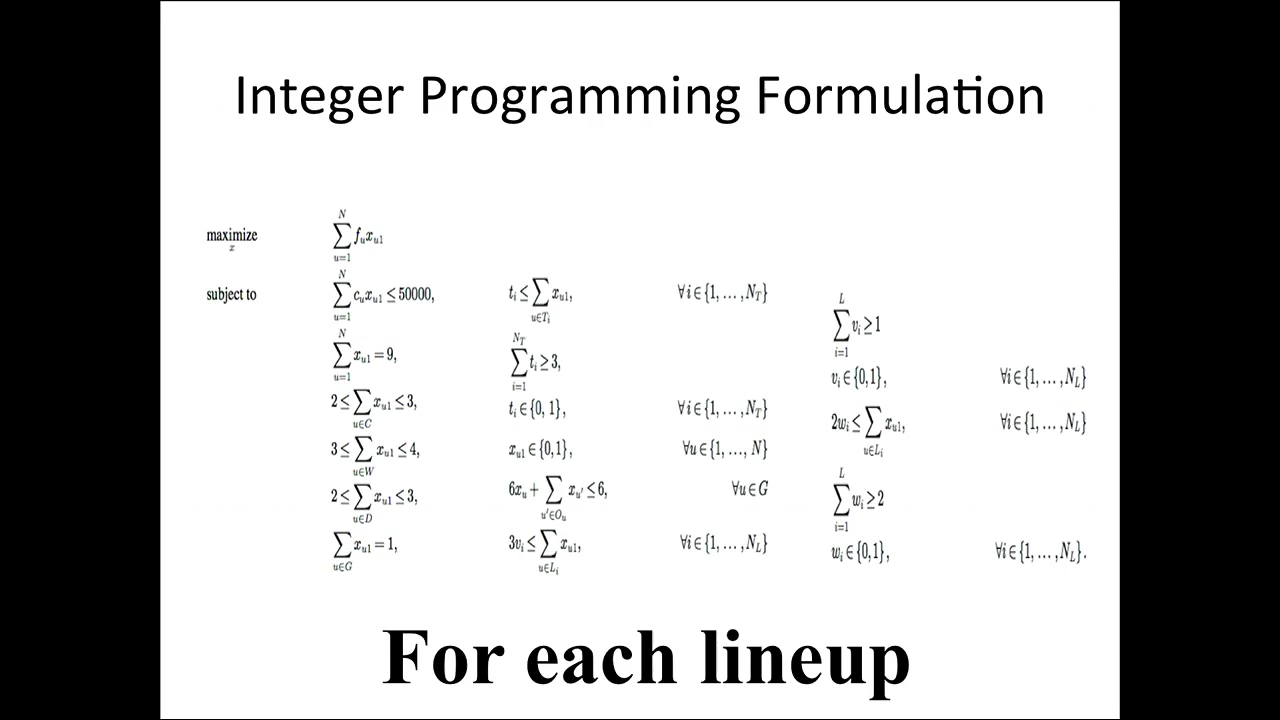 Integer Programming Formulation
maximize_x ∑_{u=1}^{N} f_u x_{u1}
subject to ∑_{u=1}^{N} c_u x_{u1} ≤ 50000,
∑_{u=1}^{N} x_{u1} = 9,
2 ≤ ∑_{u∈C} x_{u1} ≤ 3,
3 ≤ ∑_{u∈W} x_{u1} ≤ 4,
2 ≤ ∑_{u∈D} x_{u1} ≤ 3,
∑_{u∈G} x_{u1} = 1,
t_i ≤ ∑_{u∈T_i} x_{u1}, ∀i∈{1, …, N_T}
∑_{i=1}^{N_T} t_i ≥ 3,
t_i ∈ {0, 1}, ∀i∈{1, …, N_T}
x_{u1} ∈ {0,1}, ∀u∈{1, …, N}
6x_u + ∑_{u'∈O_u} x_{u'} ≤ 6, ∀u∈G
3v_i ≤ ∑_{u∈L_i} x_{u1}, ∀i∈{1, …, N_L}
∑_{i=1}^{L} v_i ≥ 1
v_i ∈ {0,1}, ∀i∈{1, …, N_L}
2w_i ≤ ∑_{u∈L_i} x_{u1}, ∀i∈{1, …, N_L}
∑_{i=1}^{L} w_i ≥ 2
w_i ∈ {0,1}, ∀i∈{1, …, N_L}.
For each lineup